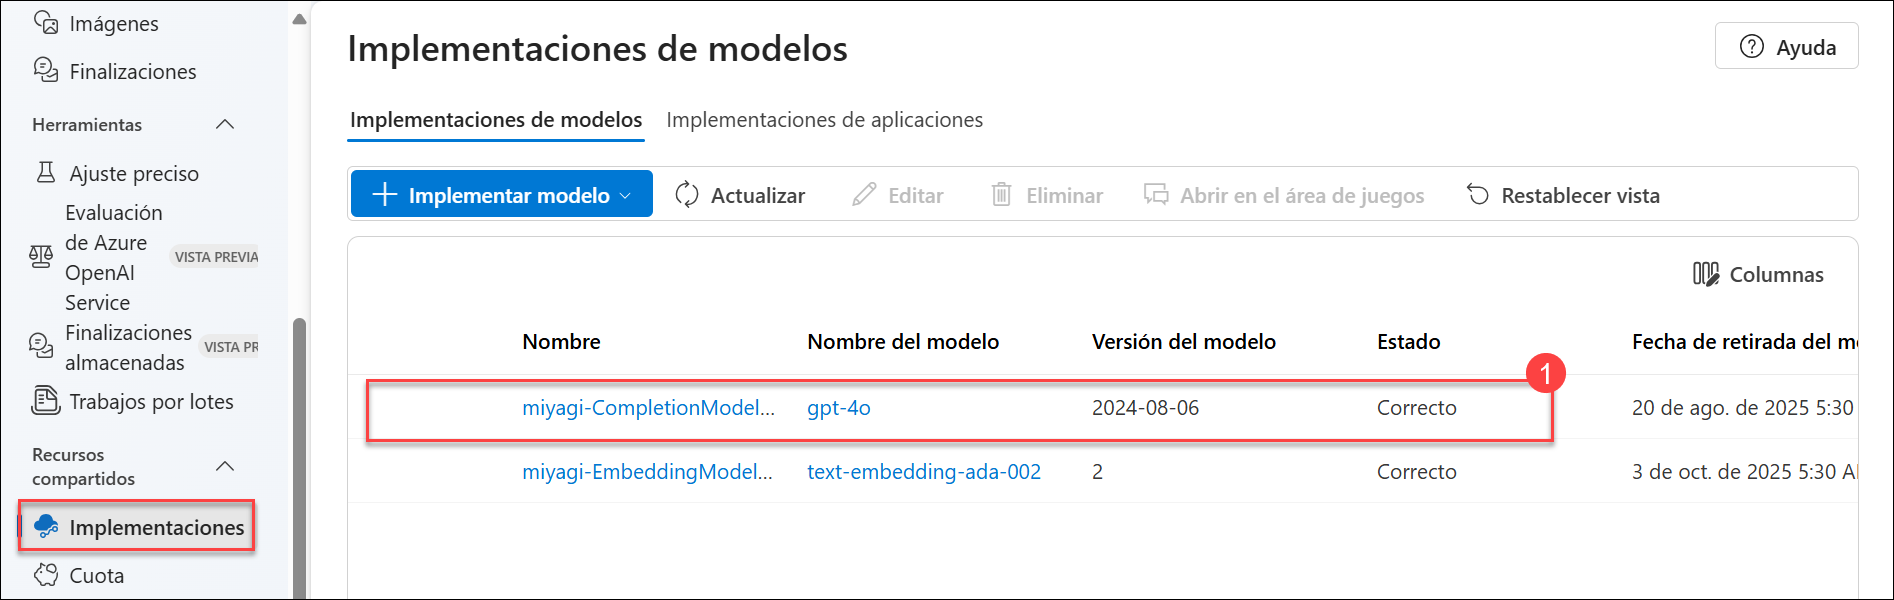 Imágenes
Finalizaciones
Herramientas
Ajuste preciso
Evaluación
de Azure
OpenAI
Service
VISTA PREVIA
Finalizaciones
almacenadas
VISTA PR
Trabajos por lotes
Recursos
compartidos
Implementaciones
Cuota
Implementaciones de modelos
Ayuda
Implementaciones de modelos Implementaciones de aplicaciones
Implementar modelo Actualizar Editar Eliminar Abrir en el área de juegos Restablecer vista
Columnas
Nombre Nombre del modelo Versión del modelo Estado Fecha de retirada del
1
miyagi-CompletionModel... gpt-4o 2024-08-06 Correcto 20 de ago. de 2025 5:30
miyagi-EmbeddingModel... text-embedding-ada-002 2 Correcto 3 de oct. de 2025 5:30